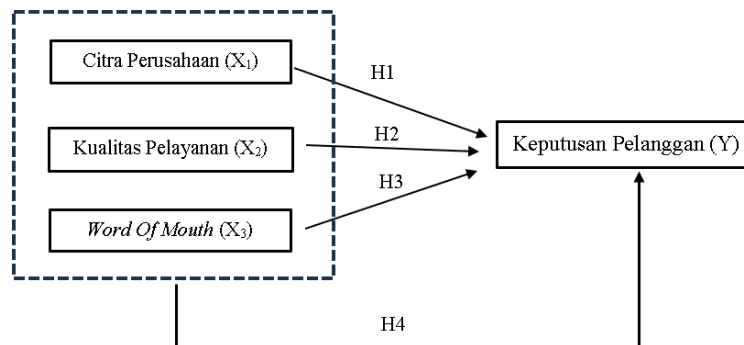 Citra Perusahaan (X₁)
H1
Kualitas Pelayanan (X₂)
H2
Keputusan Pelanggan (Y)
H3
Word Of Mouth (X₃)
H4